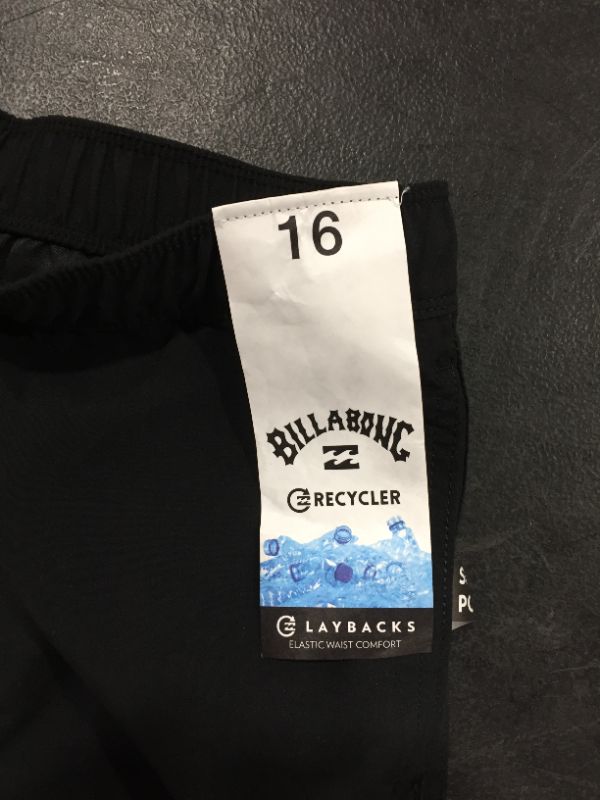 16
BILLABONG
RECYCLER
LAYBACKS
ELASTIC WAIST COMFORT